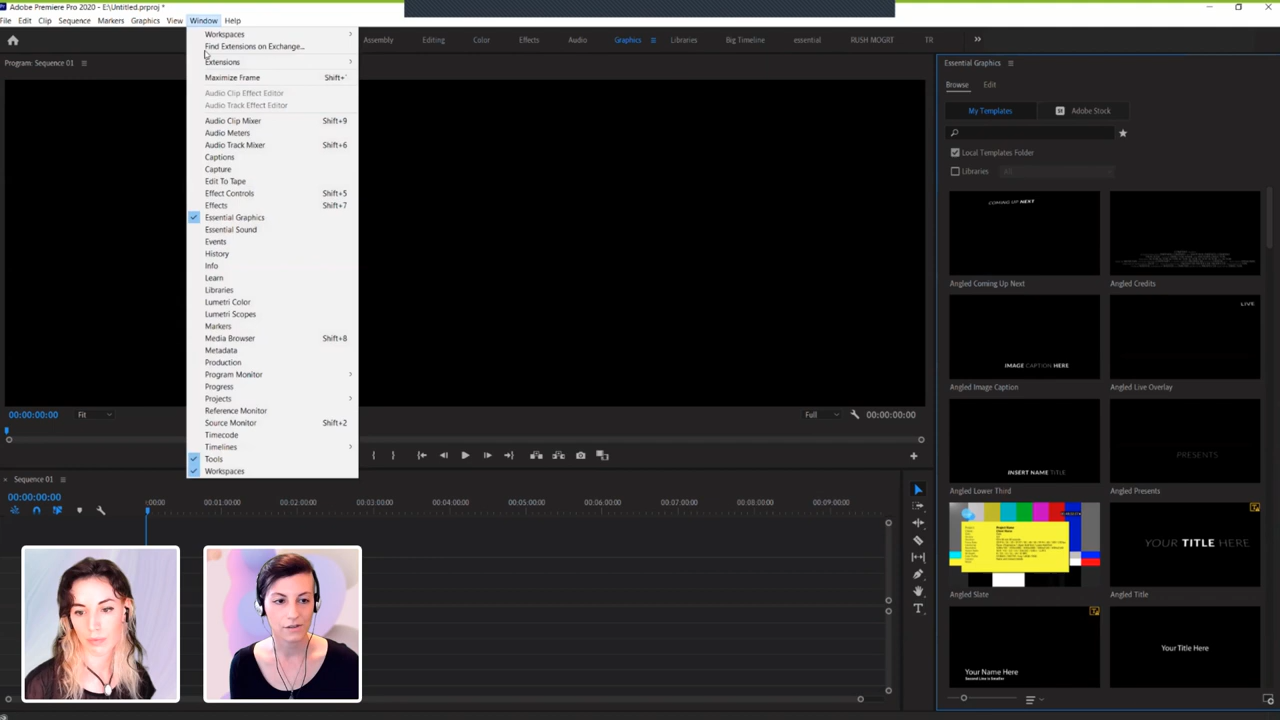 Adobe Premiere Pro 2020 - E:\Untitled.prproj *
File Edit Clip Sequence Markers Graphics View Window Help
Assembly Editing Color Effects Audio Graphics Libraries Big Timeline essential RUSH MOGRT TR
Program: Sequence 01
Workspaces
Find Extensions on Exchange...
Extensions
Maximize Frame Shift+`
Audio Clip Effect Editor
Audio Track Effect Editor
Audio Clip Mixer Shift+9
Audio Meters
Audio Track Mixer Shift+6
Captions
Capture
Edit To Tape
Effect Controls Shift+5
Effects Shift+7
Essential Graphics
Essential Sound
Events
History
Info
Learn
Libraries
Lumetri Color
Lumetri Scopes
Markers
Media Browser Shift+8
Metadata
Production
Program Monitor
Progress
Projects
Reference Monitor
Source Monitor Shift+2
Timecode
Timelines
Tools
Workspaces
00:00:00:00 Fit Full 00:00:00:00
Sequence 01
00:00:00:00
:00:00 00:01:00:00 00:02:00:00 00:03:00:00 00:04:00:00 00:05:00:00 00:06:00:00 00:07:00:00 00:08:00:00 00:09:00:00
Essential Graphics
Browse Edit
My Templates Adobe Stock
Local Templates Folder
Libraries All
COMING UP NEXT
Angled Coming Up Next Angled Credits
LIVE
IMAGE CAPTION HERE
Angled Image Caption Angled Live Overlay
INSERT NAME TITLE
PRESENTS
Angled Lower Third Angled Presents
YOUR TITLE HERE
Angled Slate Angled Title
Your Name Here
Second Line is Smaller
Your Title Here